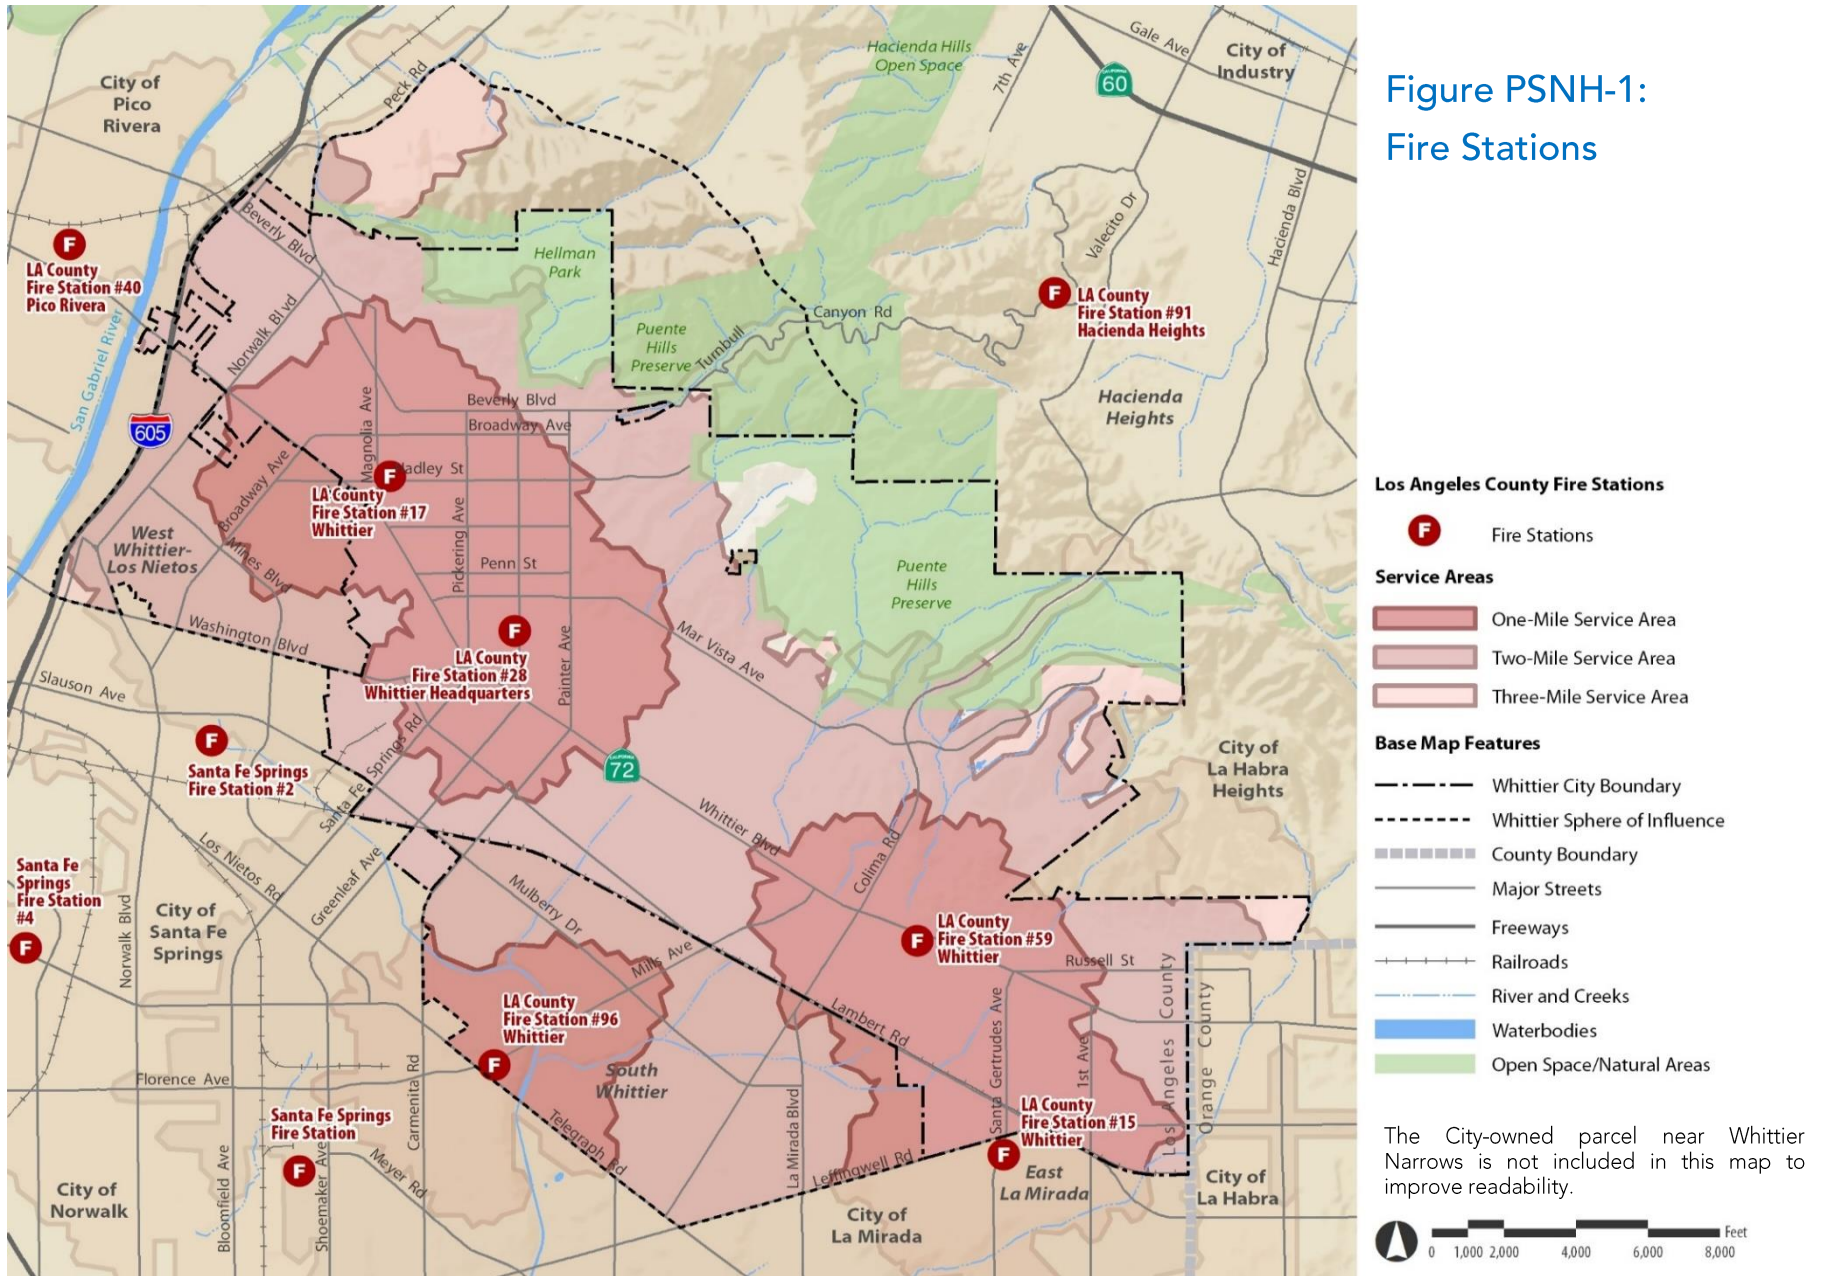 Figure PSNH-1:
Fire Stations
City of
Pico
Rivera
Peck Rd
Hacienda Hills
Open Space
7th Ave
CALIFORNIA
60
Gale Ave
City of
Industry
Hacienda Blvd
Valecito Dr
Beverly Blvd
F
LA County
Fire Station #40
Pico Rivera
San Gabriel River
Norwalk Blvd
Hellman
Park
Puente
Hills
Preserve
Turnbull
Canyon Rd
F
LA County
Fire Station #91
Hacienda Heights
Hacienda
Heights
605
Magnolia Ave
Beverly Blvd
Broadway Ave
Hadley St
F
LA County
Fire Station #17
Whittier
Broadway Ave
Mines Blvd
West
Whittier-
Los Nietos
Pickering Ave
Penn St
Puente
Hills
Preserve
Washington Blvd
F
LA County
Fire Station #28
Whittier Headquarters
Painter Ave
Mar Vista Ave
Slauson Ave
F
Santa Fe Springs
Fire Station #2
Santa Fe
Springs Rd
CALIFORNIA
72
City of
La Habra
Heights
Whittier Blvd
Colima Rd
Los Nietos Rd
Greenleaf Ave
Santa Fe
Springs
Fire Station
#4
F
Norwalk Blvd
City of
Santa Fe
Springs
Mulberry Dr
Mills Ave
F
LA County
Fire Station #59
Whittier
Russell St
LA County
Fire Station #96
Whittier
F
Lambert Rd
Santa Gertrudes Ave
1st Ave
Los Angeles County
Orange County
South
Whittier
Florence Ave
Carmenita Rd
La Mirada Blvd
Telegraph Rd
Leffingwell Rd
LA County
Fire Station #15
Whittier
F
Santa Fe Springs
Fire Station
F
Meyer Rd
Bloomfield Ave
Shoemaker Ave
City of
Norwalk
East
La Mirada
City of
La Mirada
City of
La Habra
Los Angeles County Fire Stations
F
Fire Stations
Service Areas
One-Mile Service Area
Two-Mile Service Area
Three-Mile Service Area
Base Map Features
Whittier City Boundary
Whittier Sphere of Influence
County Boundary
Major Streets
Freeways
Railroads
River and Creeks
Waterbodies
Open Space/Natural Areas
The City-owned parcel near Whittier
Narrows is not included in this map to
improve readability.
Feet
0 1,000 2,000 4,000 6,000 8,000